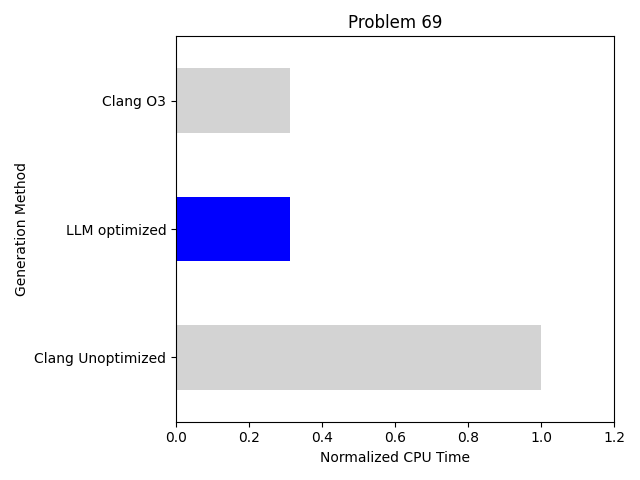 Problem 69
Generation Method
Clang O3
LLM optimized
Clang Unoptimized
0.0 0.2 0.4 0.6 0.8 1.0 1.2
Normalized CPU Time